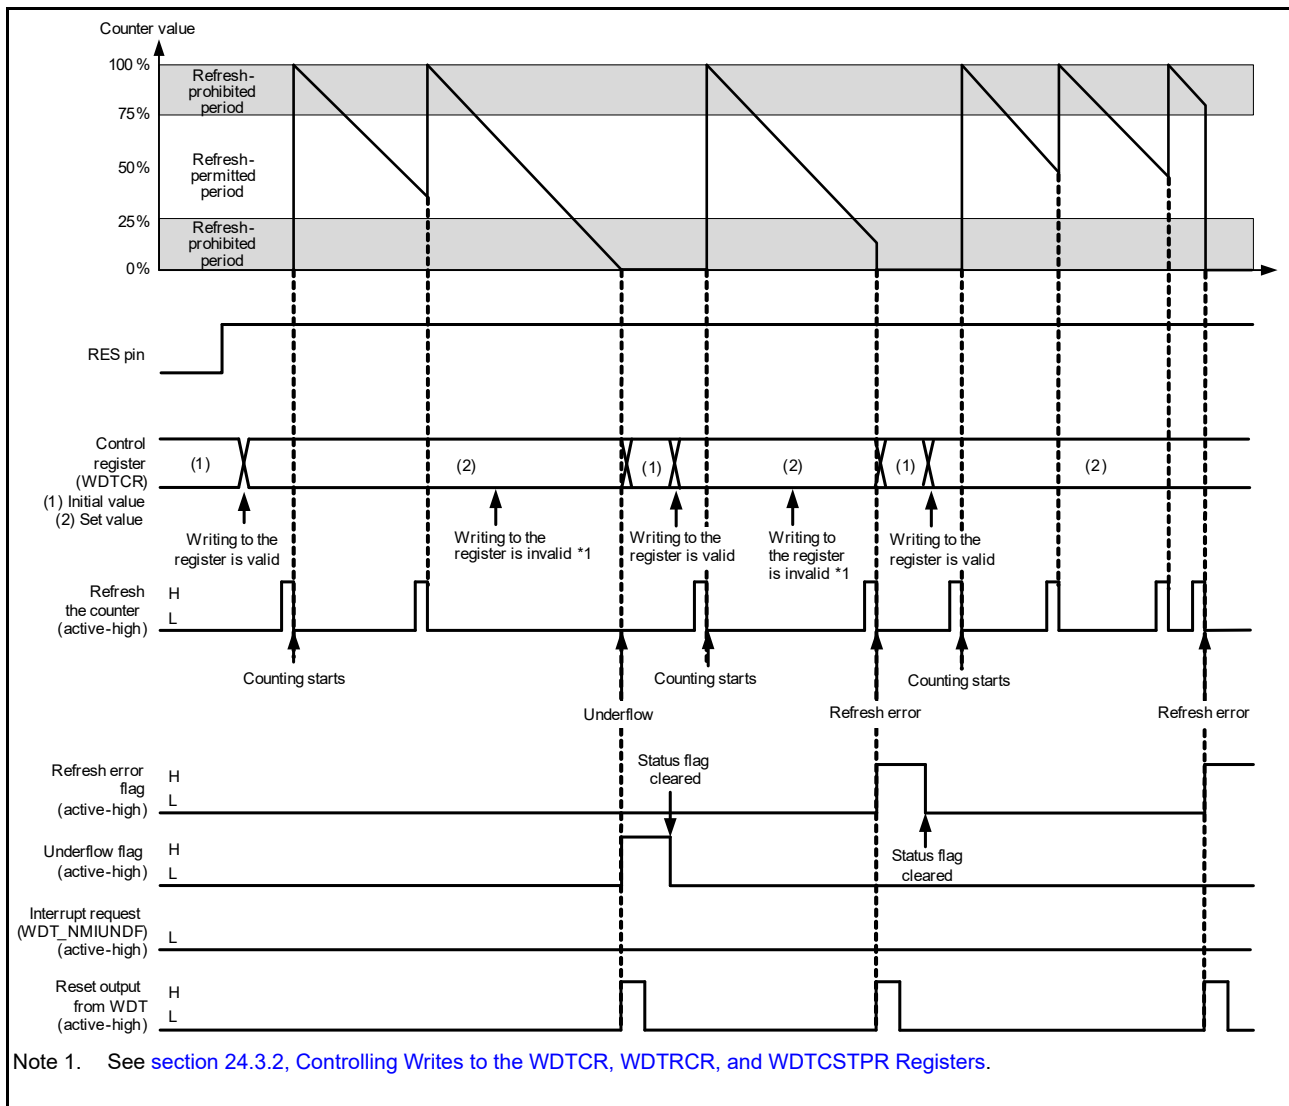 Counter value
100 %
Refresh-
prohibited
period
75%
50%
Refresh-
permitted
period
25%
Refresh-
prohibited
period
0%
RES pin
Control
register
(WDTCR)
(1) Initial value
(2) Set value
(1)
(2)
(1)
(2)
(1)
(2)
Writing to the
register is valid
Writing to the
register is invalid *1
Writing to the
register is valid
Writing to
the register
is invalid *1
Writing to the
register is valid
Refresh
the counter
(active-high)
H
L
Counting starts
Counting starts
Counting starts
Underflow
Refresh error
Refresh error
Refresh error
flag
(active-high)
H
L
Status flag
cleared
Status flag
cleared
Underflow flag
(active-high)
H
L
Interrupt request
(WDT_NMIUNDF)
(active-high)
L
Reset output
from WDT
(active-high)
H
L
Note 1. See section 24.3.2, Controlling Writes to the WDTCR, WDTRCR, and WDTCSTPR Registers.